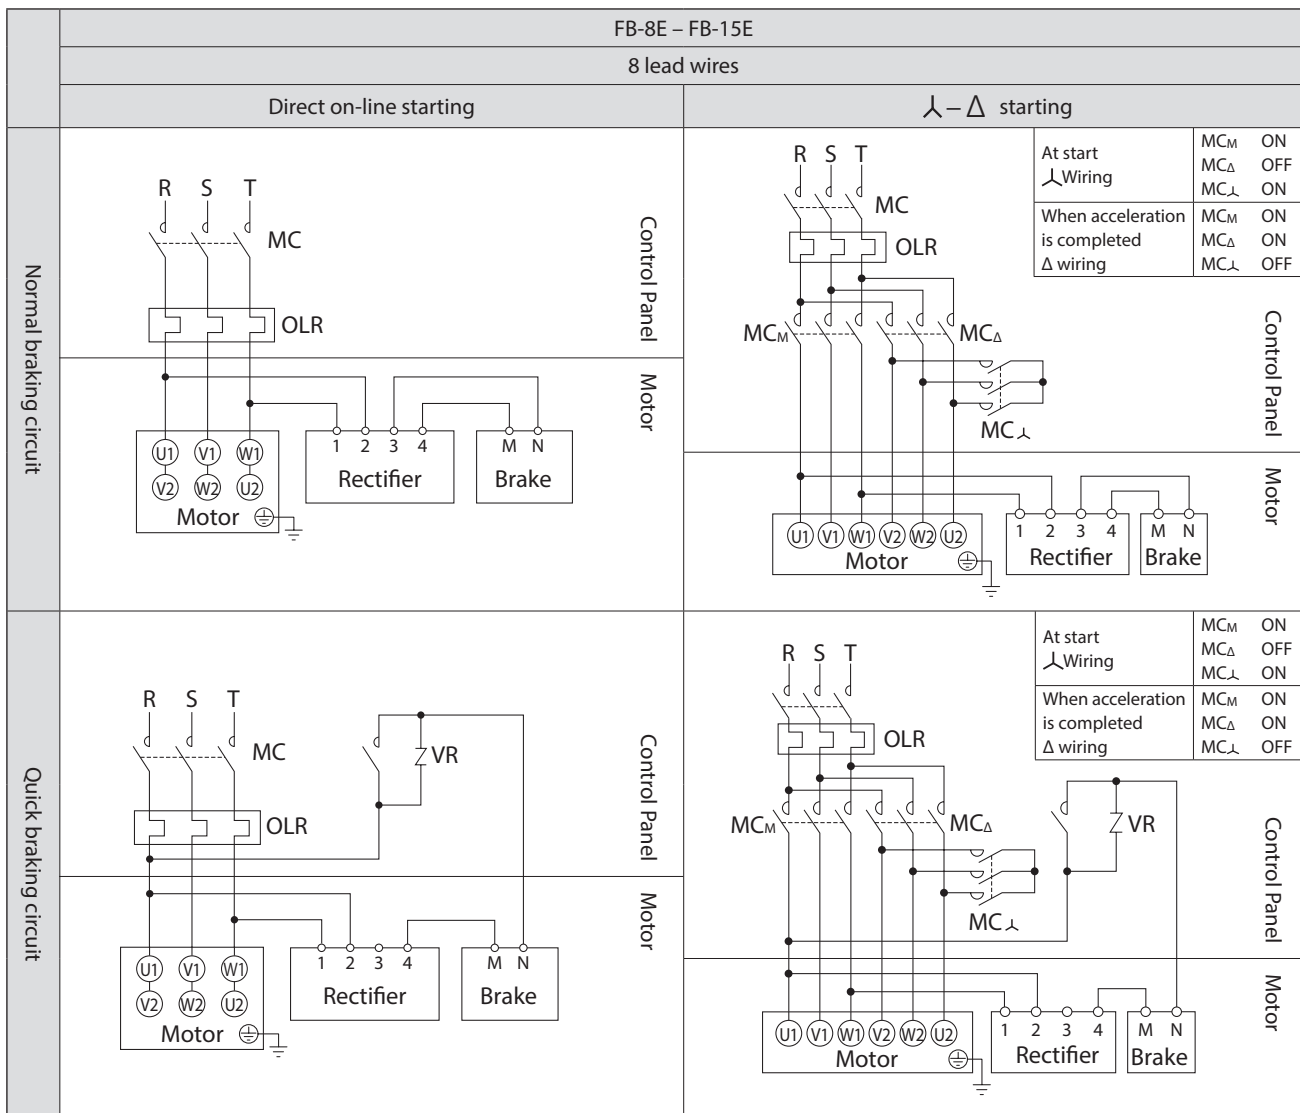 FB-8E – FB-15E
8 lead wires
Direct on-line starting
⅄ – Δ starting
Normal braking circuit
R S T
MC
OLR
Control Panel
Motor
U1 V1 W1
V2 W2 U2
Motor
1 2 3 4
Rectifier
M N
Brake
R S T
MC
OLR
At start
⅄Wiring
MCM ON
MCΔ OFF
MC⅄ ON
When acceleration
is completed
Δ wiring
MCM ON
MCΔ ON
MC⅄ OFF
MCM
MCΔ
MC⅄
Control Panel
Motor
U1 V1 W1 V2 W2 U2
Motor
1 2 3 4
Rectifier
M N
Brake
Quick braking circuit
R S T
MC
OLR
VR
Control Panel
Motor
U1 V1 W1
V2 W2 U2
Motor
1 2 3 4
Rectifier
M N
Brake
R S T
OLR
At start
⅄Wiring
MCM ON
MCΔ OFF
MC⅄ ON
When acceleration
is completed
Δ wiring
MCM ON
MCΔ ON
MC⅄ OFF
MCM
MCΔ
VR
MC⅄
Control Panel
Motor
U1 V1 W1 V2 W2 U2
Motor
1 2 3 4
Rectifier
M N
Brake